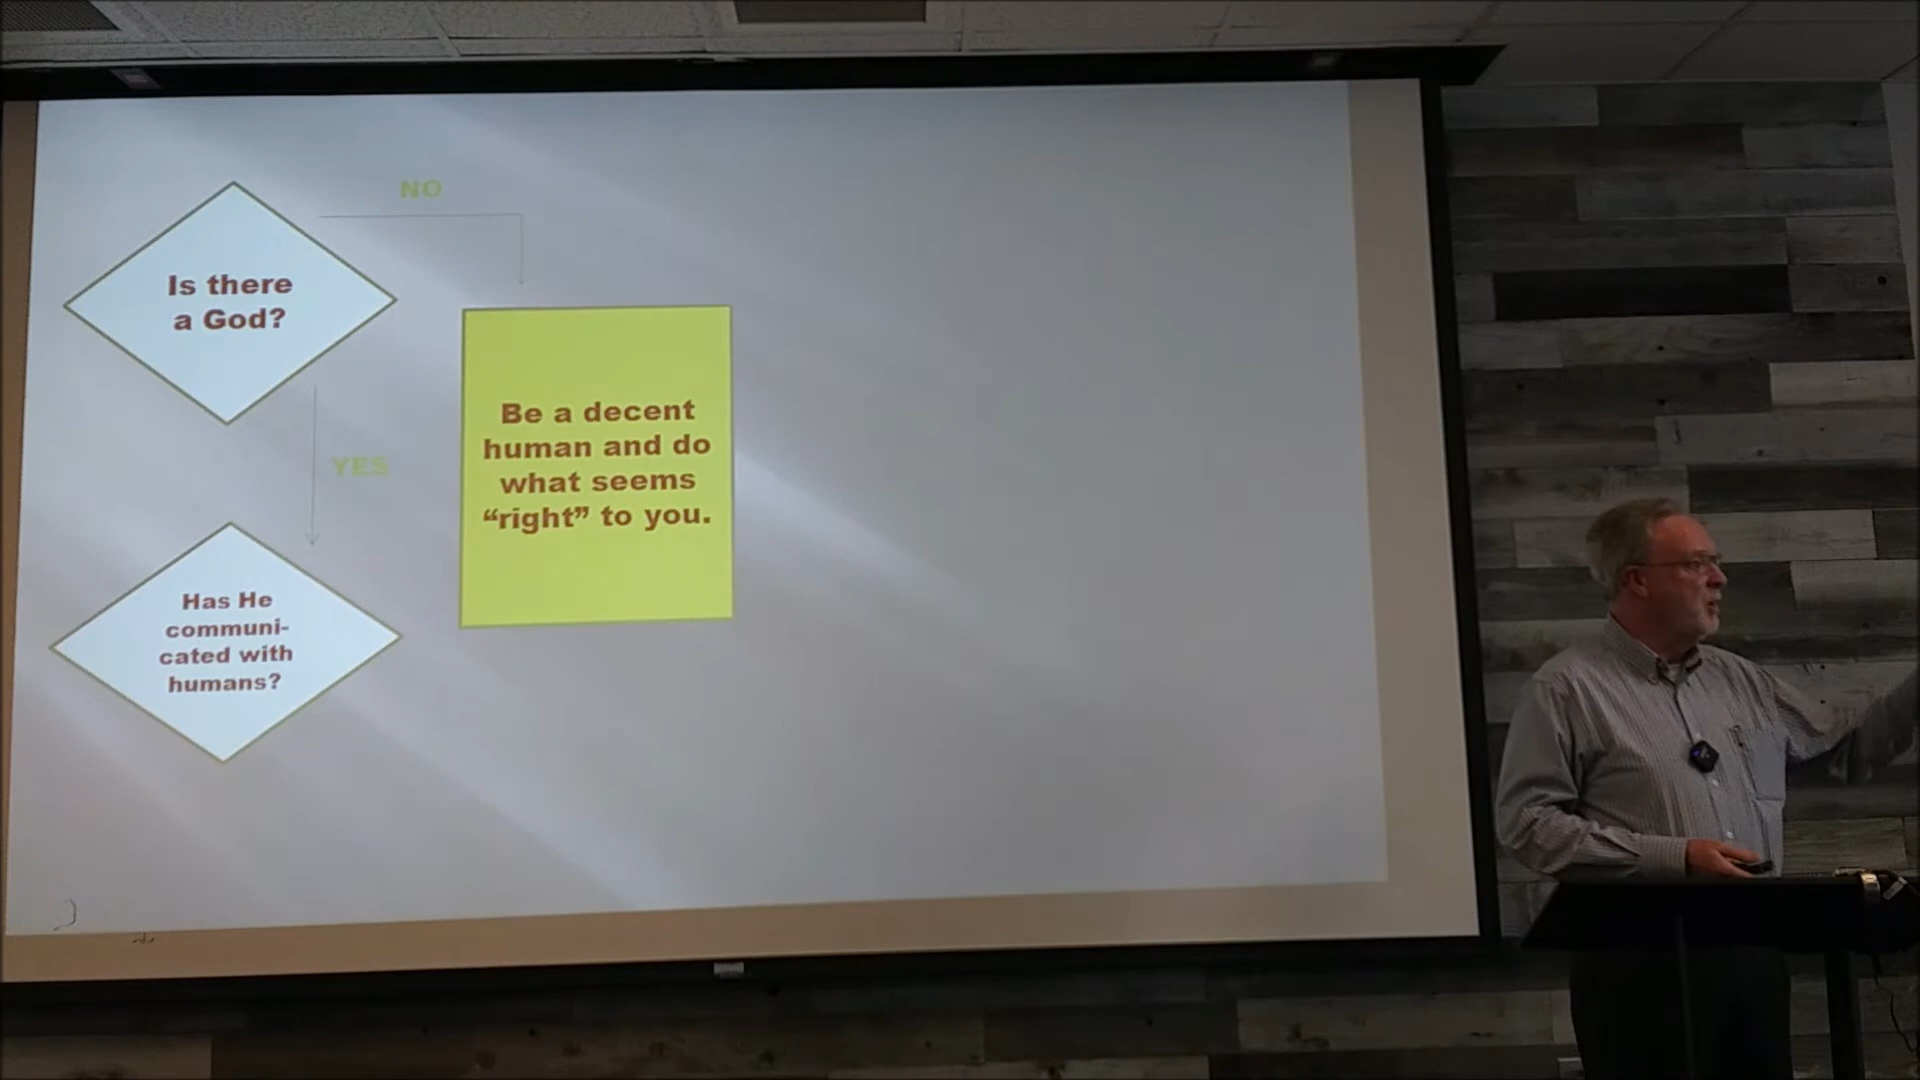 NO
Is there
a God?
Be a decent
human and do
what seems
“right” to you.
YES
Has He
communi-
cated with
humans?